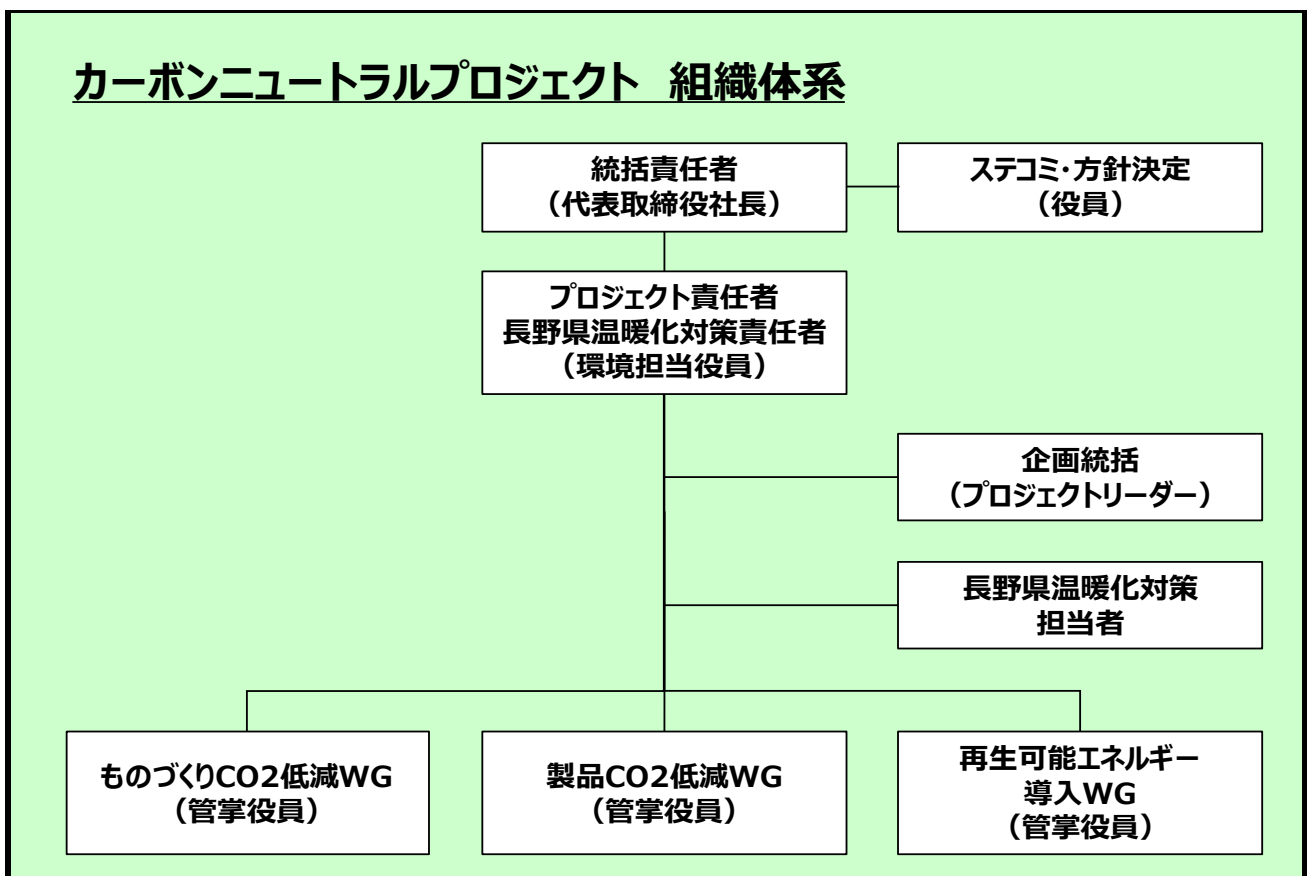 カーボンニュートラルプロジェクト　組織体系
統括責任者
（代表取締役社長）
ステコミ・方針決定
（役員）
プロジェクト責任者
長野県温暖化対策責任者
（環境担当役員）
企画統括
（プロジェクトリーダー）
長野県温暖化対策
担当者
ものづくりCO2低減WG
（管掌役員）
製品CO2低減WG
（管掌役員）
再生可能エネルギー
導入WG
（管掌役員）